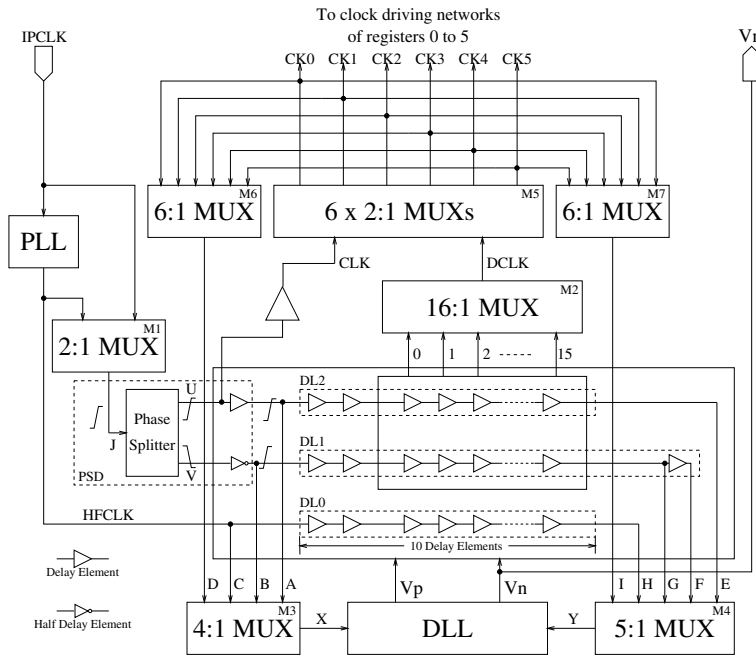 To clock driving networks
of registers 0 to 5
IPCLK
CK0 CK1 CK2 CK3 CK4 CK5
M6
6:1 MUX
M5
6 x 2:1 MUXs
M7
6:1 MUX
PLL
CLK
DCLK
M2
16:1 MUX
M1
2:1 MUX
0 1 2 15
U
DL2
Phase
Splitter
J
V
PSD
DL1
DL0
HFCLK
10 Delay Elements
Delay Element
D C B A
Vp
Vn
I H G F E
M3
4:1 MUX
X
DLL
Y
M4
5:1 MUX
Half Delay Element